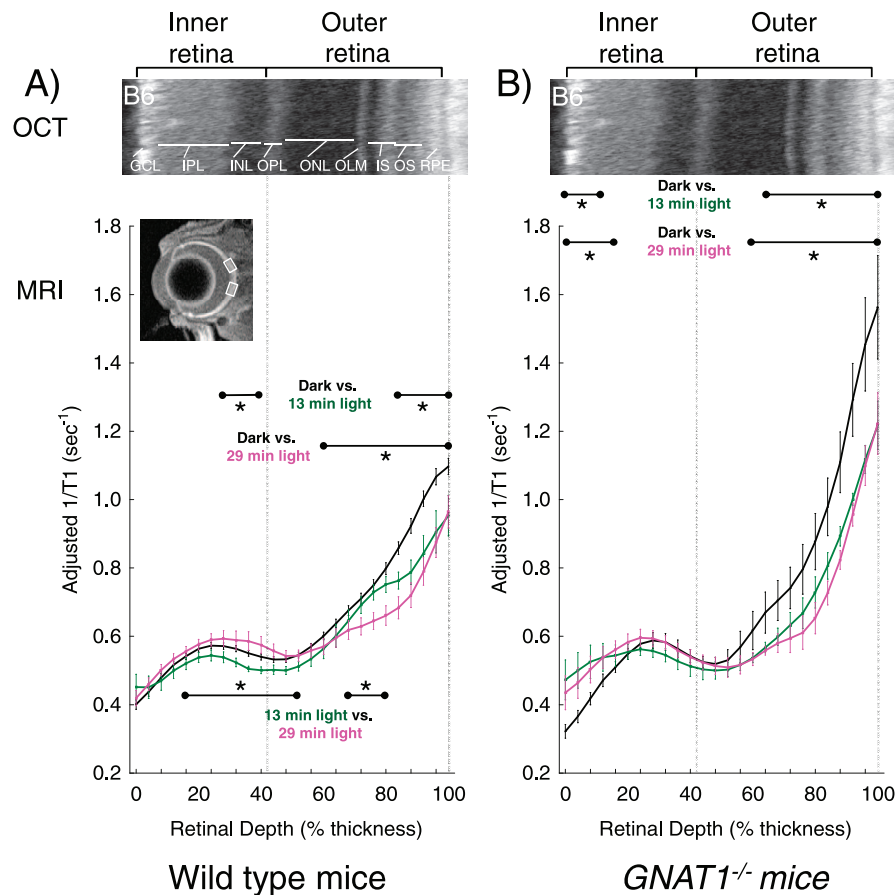 Inner retina
Outer retina
Inner retina
Outer retina
A)
B)
OCT
B6
GCL IPL INL OPL ONL OLM IS OS RPE
B6
MRI
Dark vs.
13 min light
*
*
Dark vs.
29 min light
*
*
Dark vs.
13 min light
*
*
Dark vs.
29 min light
*
*
*
13 min light vs.
29 min light
Adjusted 1/T1 (sec-1)
1.8
1.6
1.4
1.2
1.0
0.8
0.6
0.4
0.2
0 20 40 60 80 100
Retinal Depth (% thickness)
Wild type mice
Adjusted 1/T1 (sec-1)
1.8
1.6
1.4
1.2
1.0
0.8
0.6
0.4
0.2
0 20 40 60 80 100
Retinal Depth (% thickness)
GNAT1-/- mice